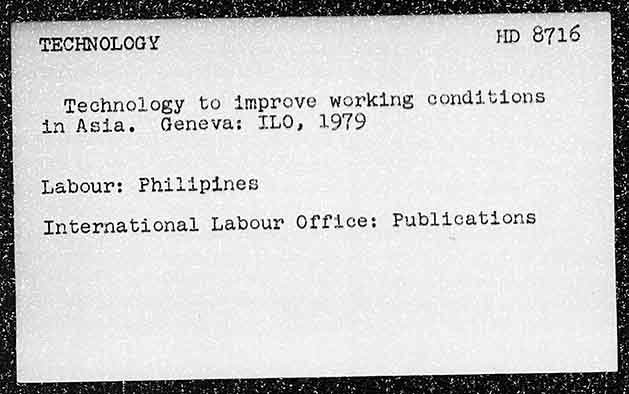 TECHNOLOGY HD 8716
Technology to improve working conditions
in Asia. Geneva: ILO, 1979
Labour: Philipines
International Labour Office: Publications